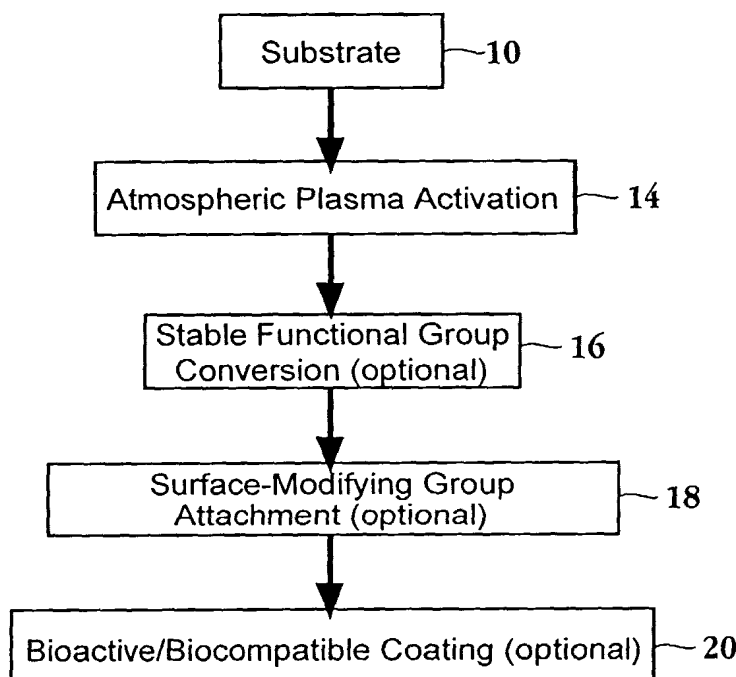 Substrate 10
Atmospheric Plasma Activation 14
Stable Functional Group
Conversion (optional) 16
Surface-Modifying Group
Attachment (optional) 18
Bioactive/Biocompatible Coating (optional) 20